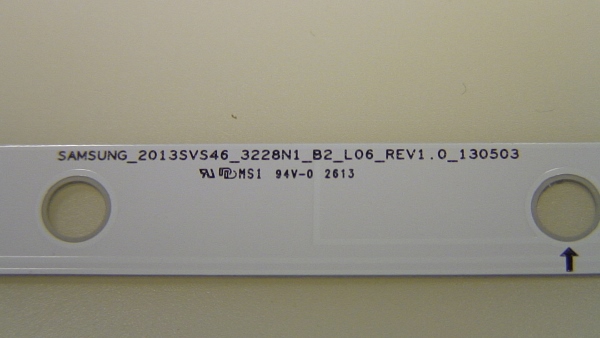 SAMSUNG_2013SVS46_3228N1_B2_L06_REV1.0_130503
MS1 94V-0 2613